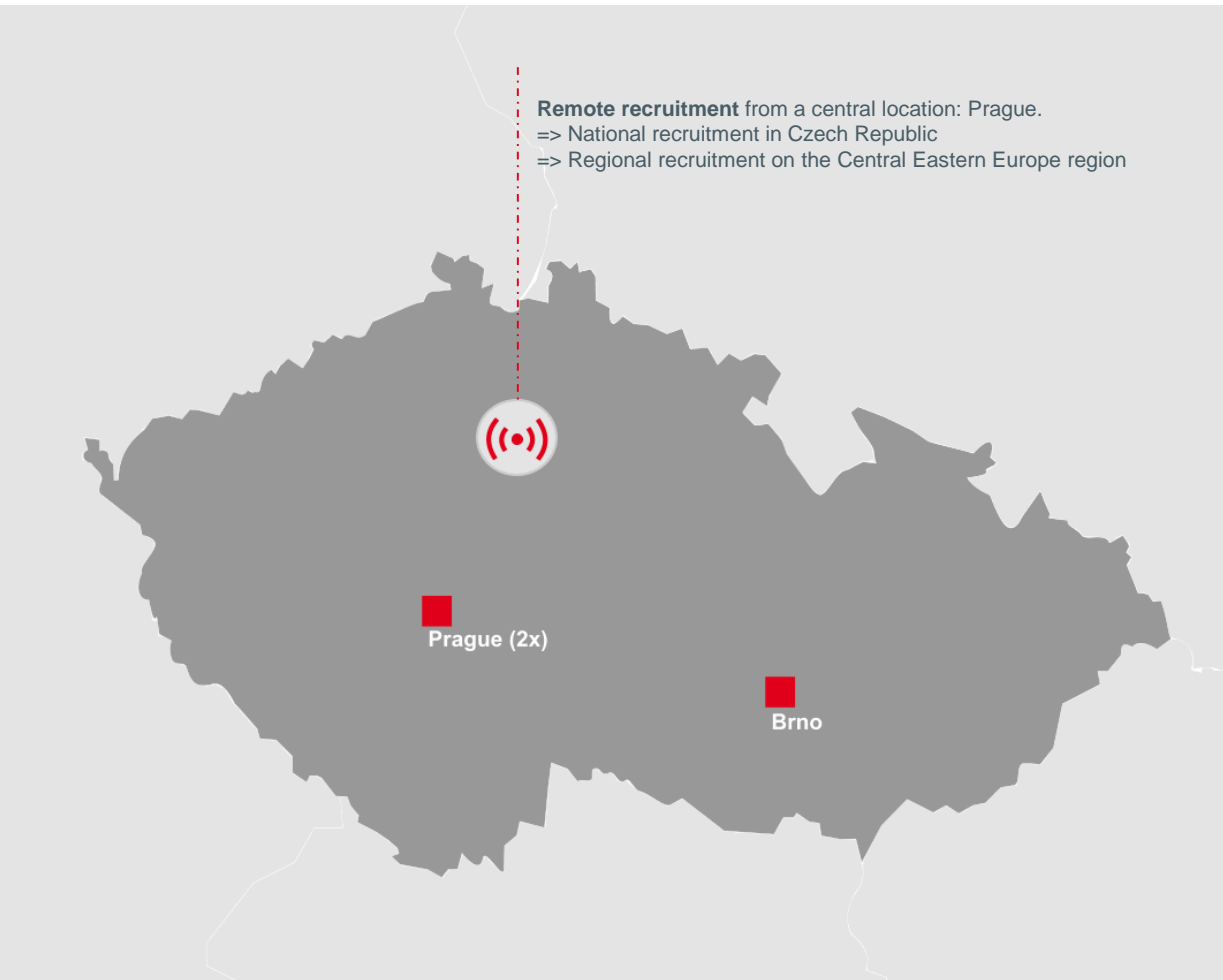 Remote recruitment from a central location: Prague.
=> National recruitment in Czech Republic
=> Regional recruitment on the Central Eastern Europe region
Prague (2x)
Brno